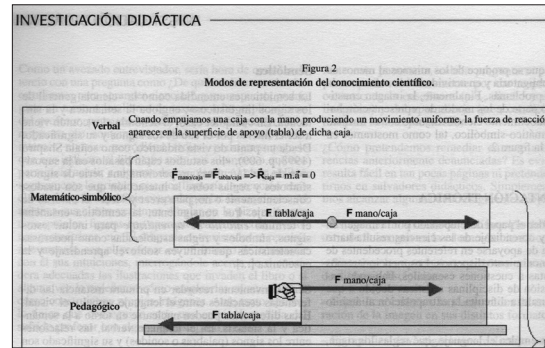 INVESTIGACIÓN DIDÁCTICA
Figura 2
Modos de representación del conocimiento científico.
Verbal
Cuando empujamos una caja con la mano produciendo un movimiento uniforme, la fuerza de reacción
aparece en la superficie de apoyo (tabla) de dicha caja.
F mano/caja = F tabla/caja => R caja = m.a = 0
Matemático-simbólico
F tabla/caja F mano/caja
F mano/caja
Pedagógico
F tabla/caja